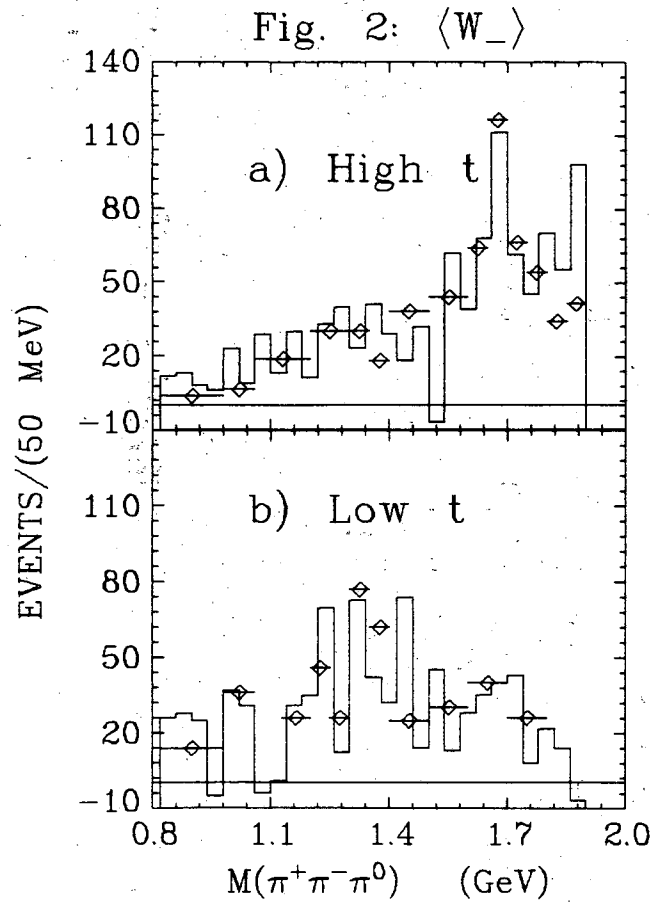 Fig. 2: ⟨W_⟩
140
110
80
50
20
-10
a) High t
EVENTS/(50 MeV)
110
80
50
20
-10
b) Low t
0.8 1.1 1.4 1.7 2.0
M(π⁺π⁻π⁰) (GeV)